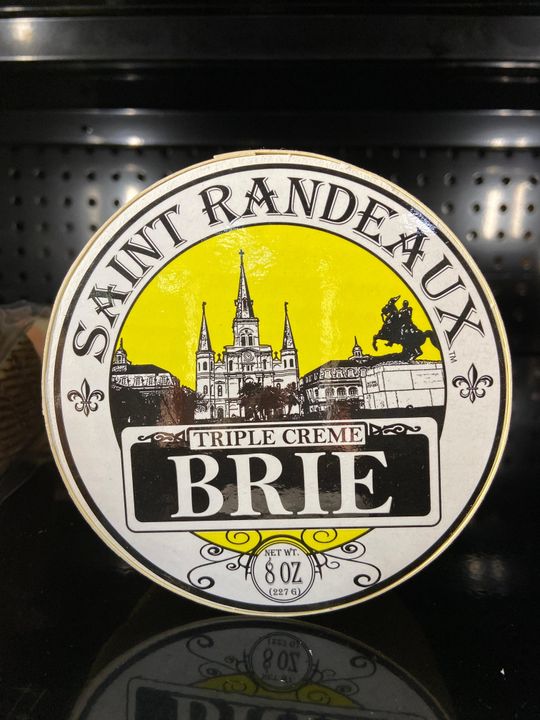 SAINT RANDEAUX™
TRIPLE CREME
BRIE
NET WT.
8 OZ
(227 G)